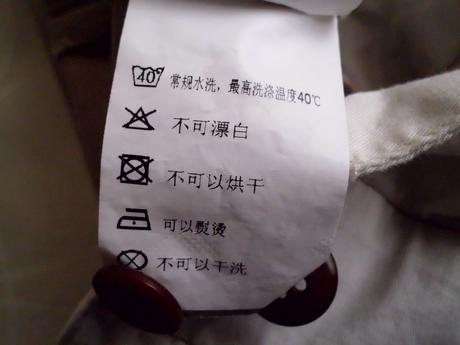 40° 常规水洗，最高洗涤温度40℃
不可漂白
不可以烘干
可以熨烫
不可以干洗